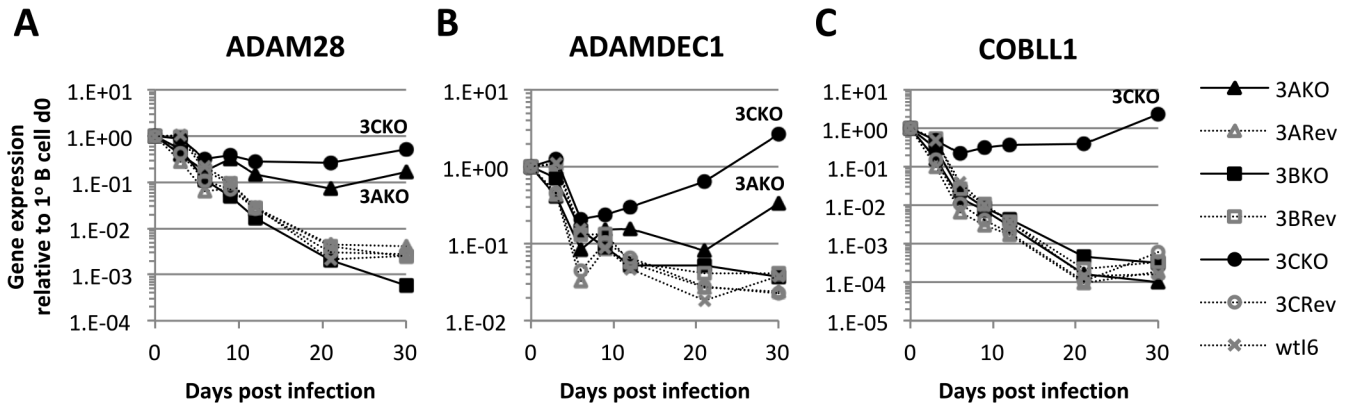 A
ADAM28
Gene expression
relative to 1º B cell d0
1.E+01
1.E+00
1.E-01
1.E-02
1.E-03
1.E-04
3CKO
3AKO
0
10
20
30
Days post infection
B
ADAMDEC1
1.E+01
1.E+00
1.E-01
1.E-02
3CKO
3AKO
0
10
20
30
Days post infection
C
COBLL1
1.E+01
1.E+00
1.E-01
1.E-02
1.E-03
1.E-04
1.E-05
3CKO
0
10
20
30
Days post infection
3AKO
3ARev
3BKO
3BRev
3CKO
3CRev
wtI6